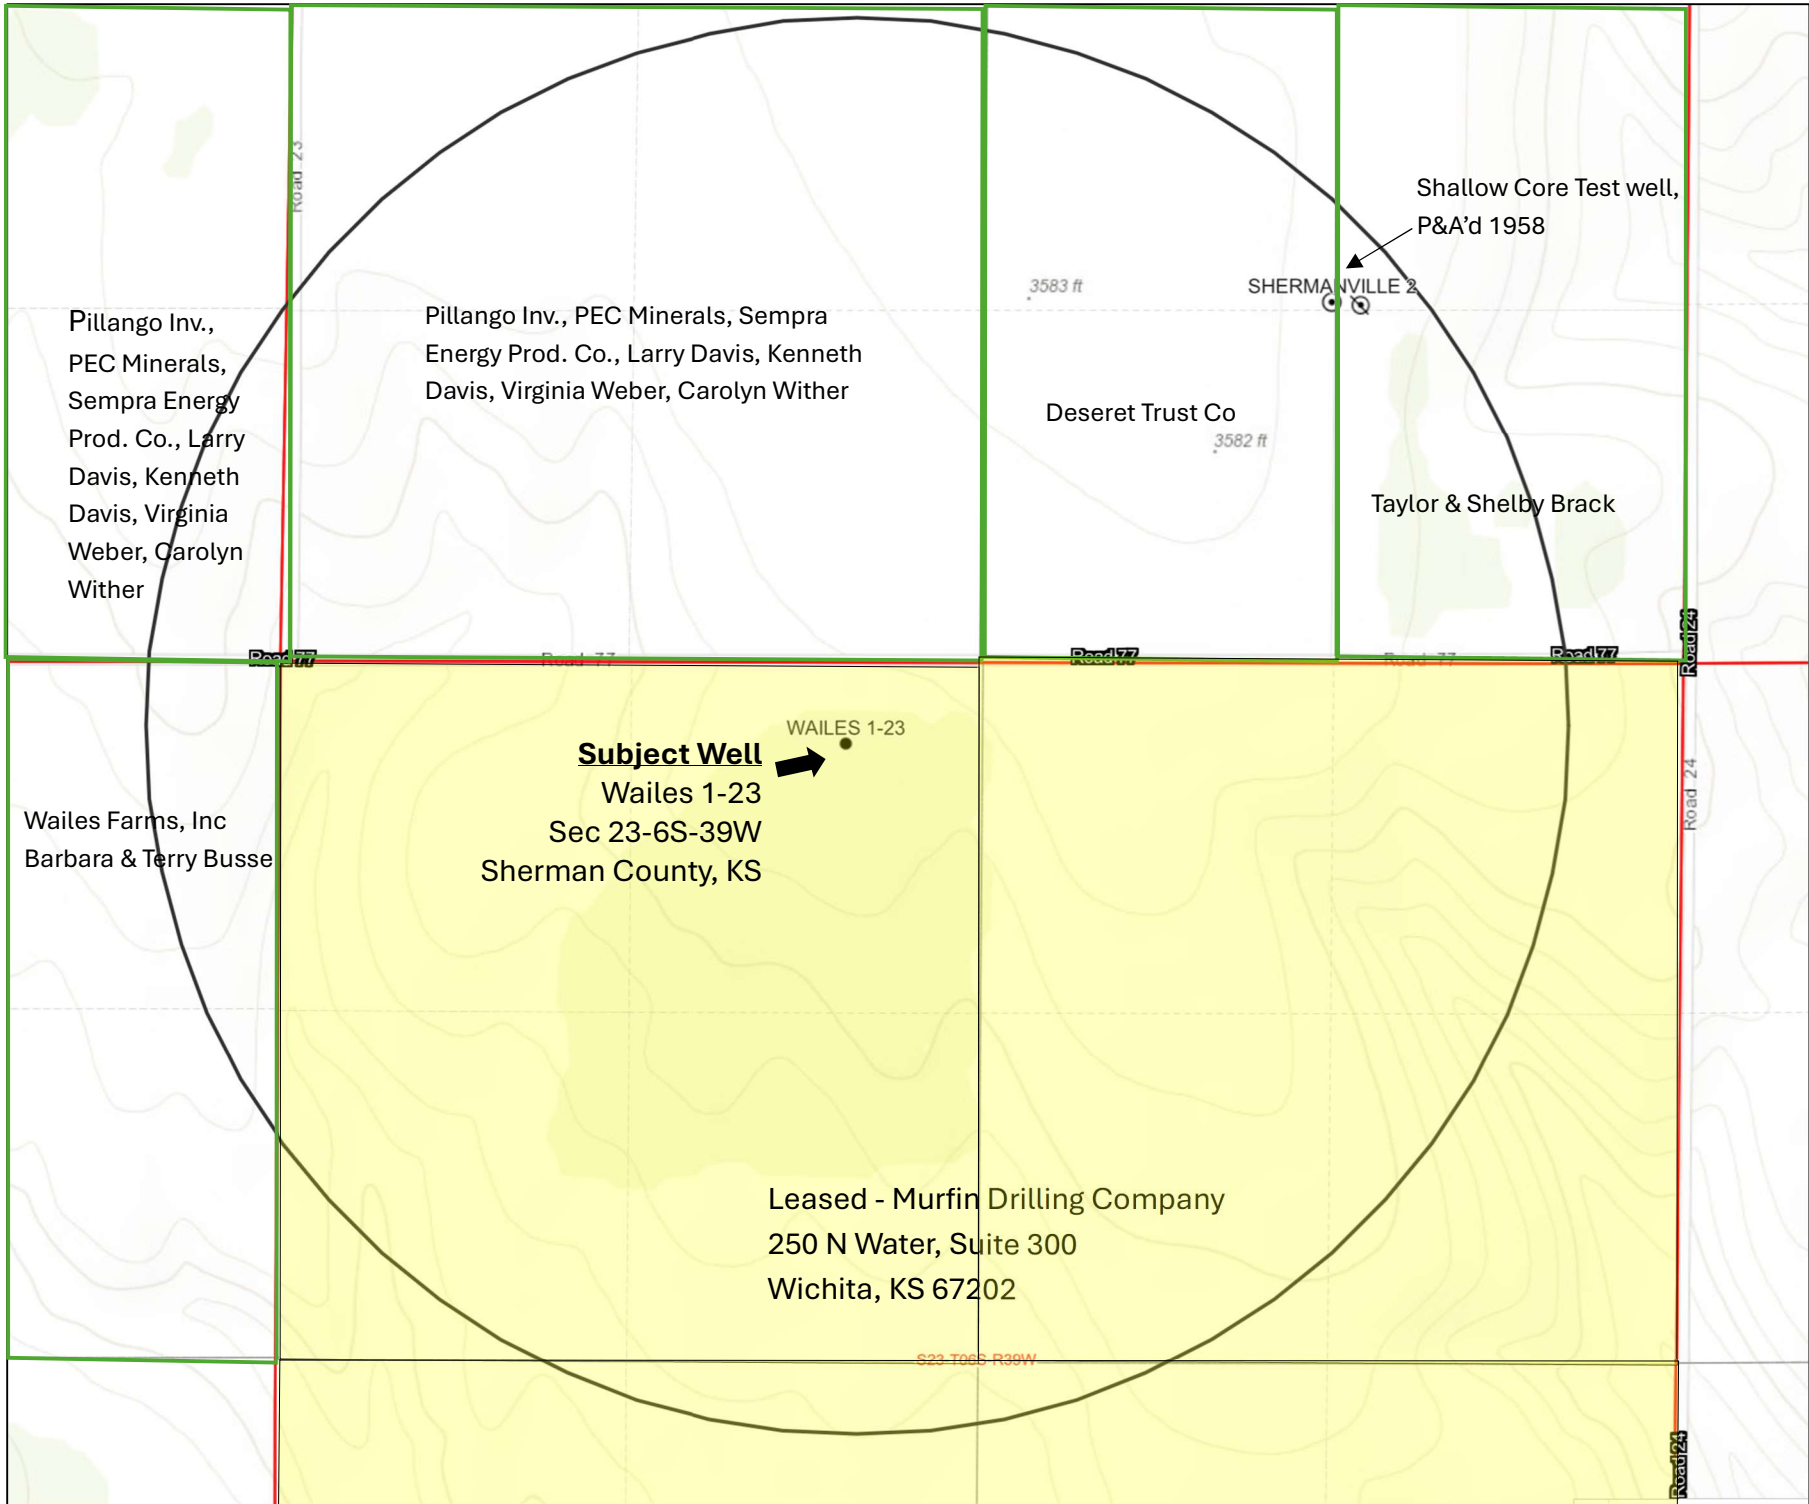 Road 23
Shallow Core Test well,
P&A'd 1958
3583 ft
SHERMANVILLE 2
Pillango Inv.,
PEC Minerals,
Sempra Energy
Prod. Co., Larry
Davis, Kenneth
Davis, Virginia
Weber, Carolyn
Wither
Pillango Inv., PEC Minerals, Sempra
Energy Prod. Co., Larry Davis, Kenneth
Davis, Virginia Weber, Carolyn Wither
Deseret Trust Co
3582 ft
Taylor & Shelby Brack
Road 77
Road 77
Road 77
Road 77
Road 77
Road 24
WAILES 1-23
Subject Well
Wailes 1-23
Sec 23-6S-39W
Sherman County, KS
Road 24
Wailes Farms, Inc
Barbara & Terry Busse
Leased - Murfin Drilling Company
250 N Water, Suite 300
Wichita, KS 67202
S23 T06S R39W
Road 24